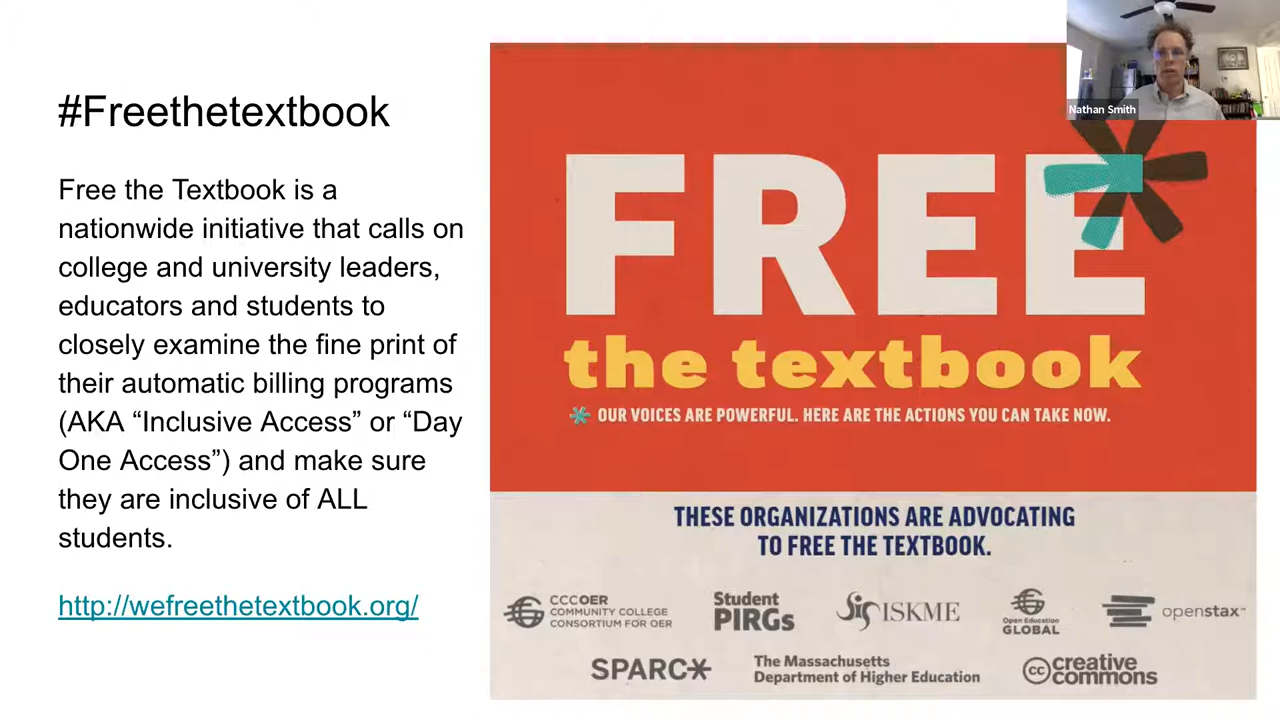 #Freethetextbook
Free the Textbook is a
nationwide initiative that calls on
college and university leaders,
educators and students to
closely examine the fine print of
their automatic billing programs
(AKA “Inclusive Access” or “Day
One Access”) and make sure
they are inclusive of ALL
students.
http://wefreethetextbook.org/
Nathan Smith
FREE
the textbook
OUR VOICES ARE POWERFUL. HERE ARE THE ACTIONS YOU CAN TAKE NOW.
THESE ORGANIZATIONS ARE ADVOCATING
TO FREE THE TEXTBOOK.
CCCOER
COMMUNITY COLLEGE
CONSORTIUM FOR OER
Student
PIRGs
ISKME
Open Education
GLOBAL
openstax™
SPARC
The Massachusetts
Department of Higher Education
cc creative
commons